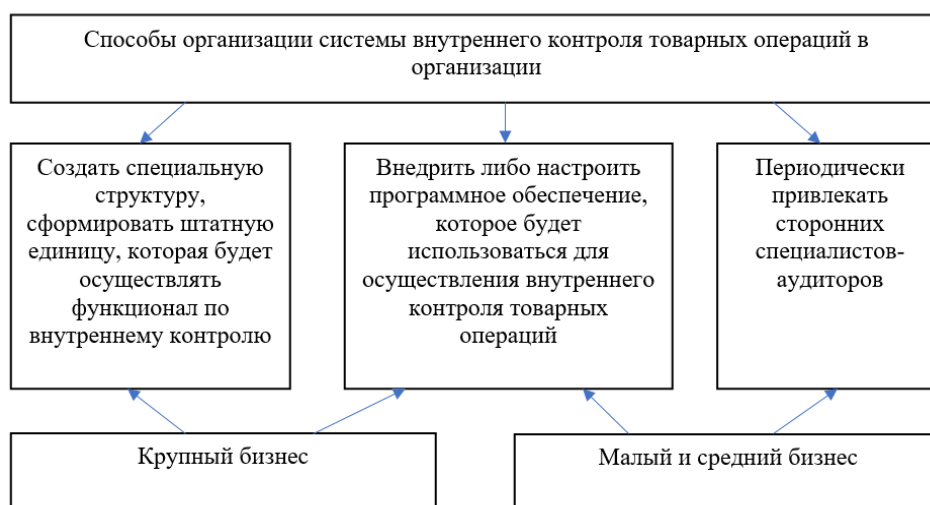 Способы организации системы внутреннего контроля товарных операций в
организации
Создать специальную
структуру,
сформировать штатную
единицу, которая будет
осуществлять
функционал по
внутреннему контролю
Внедрить либо настроить
программное обеспечение,
которое будет
использоваться для
осуществления внутреннего
контроля товарных
операций
Периодически
привлекать
сторонних
специалистов-
аудиторов
Крупный бизнес
Малый и средний бизнес